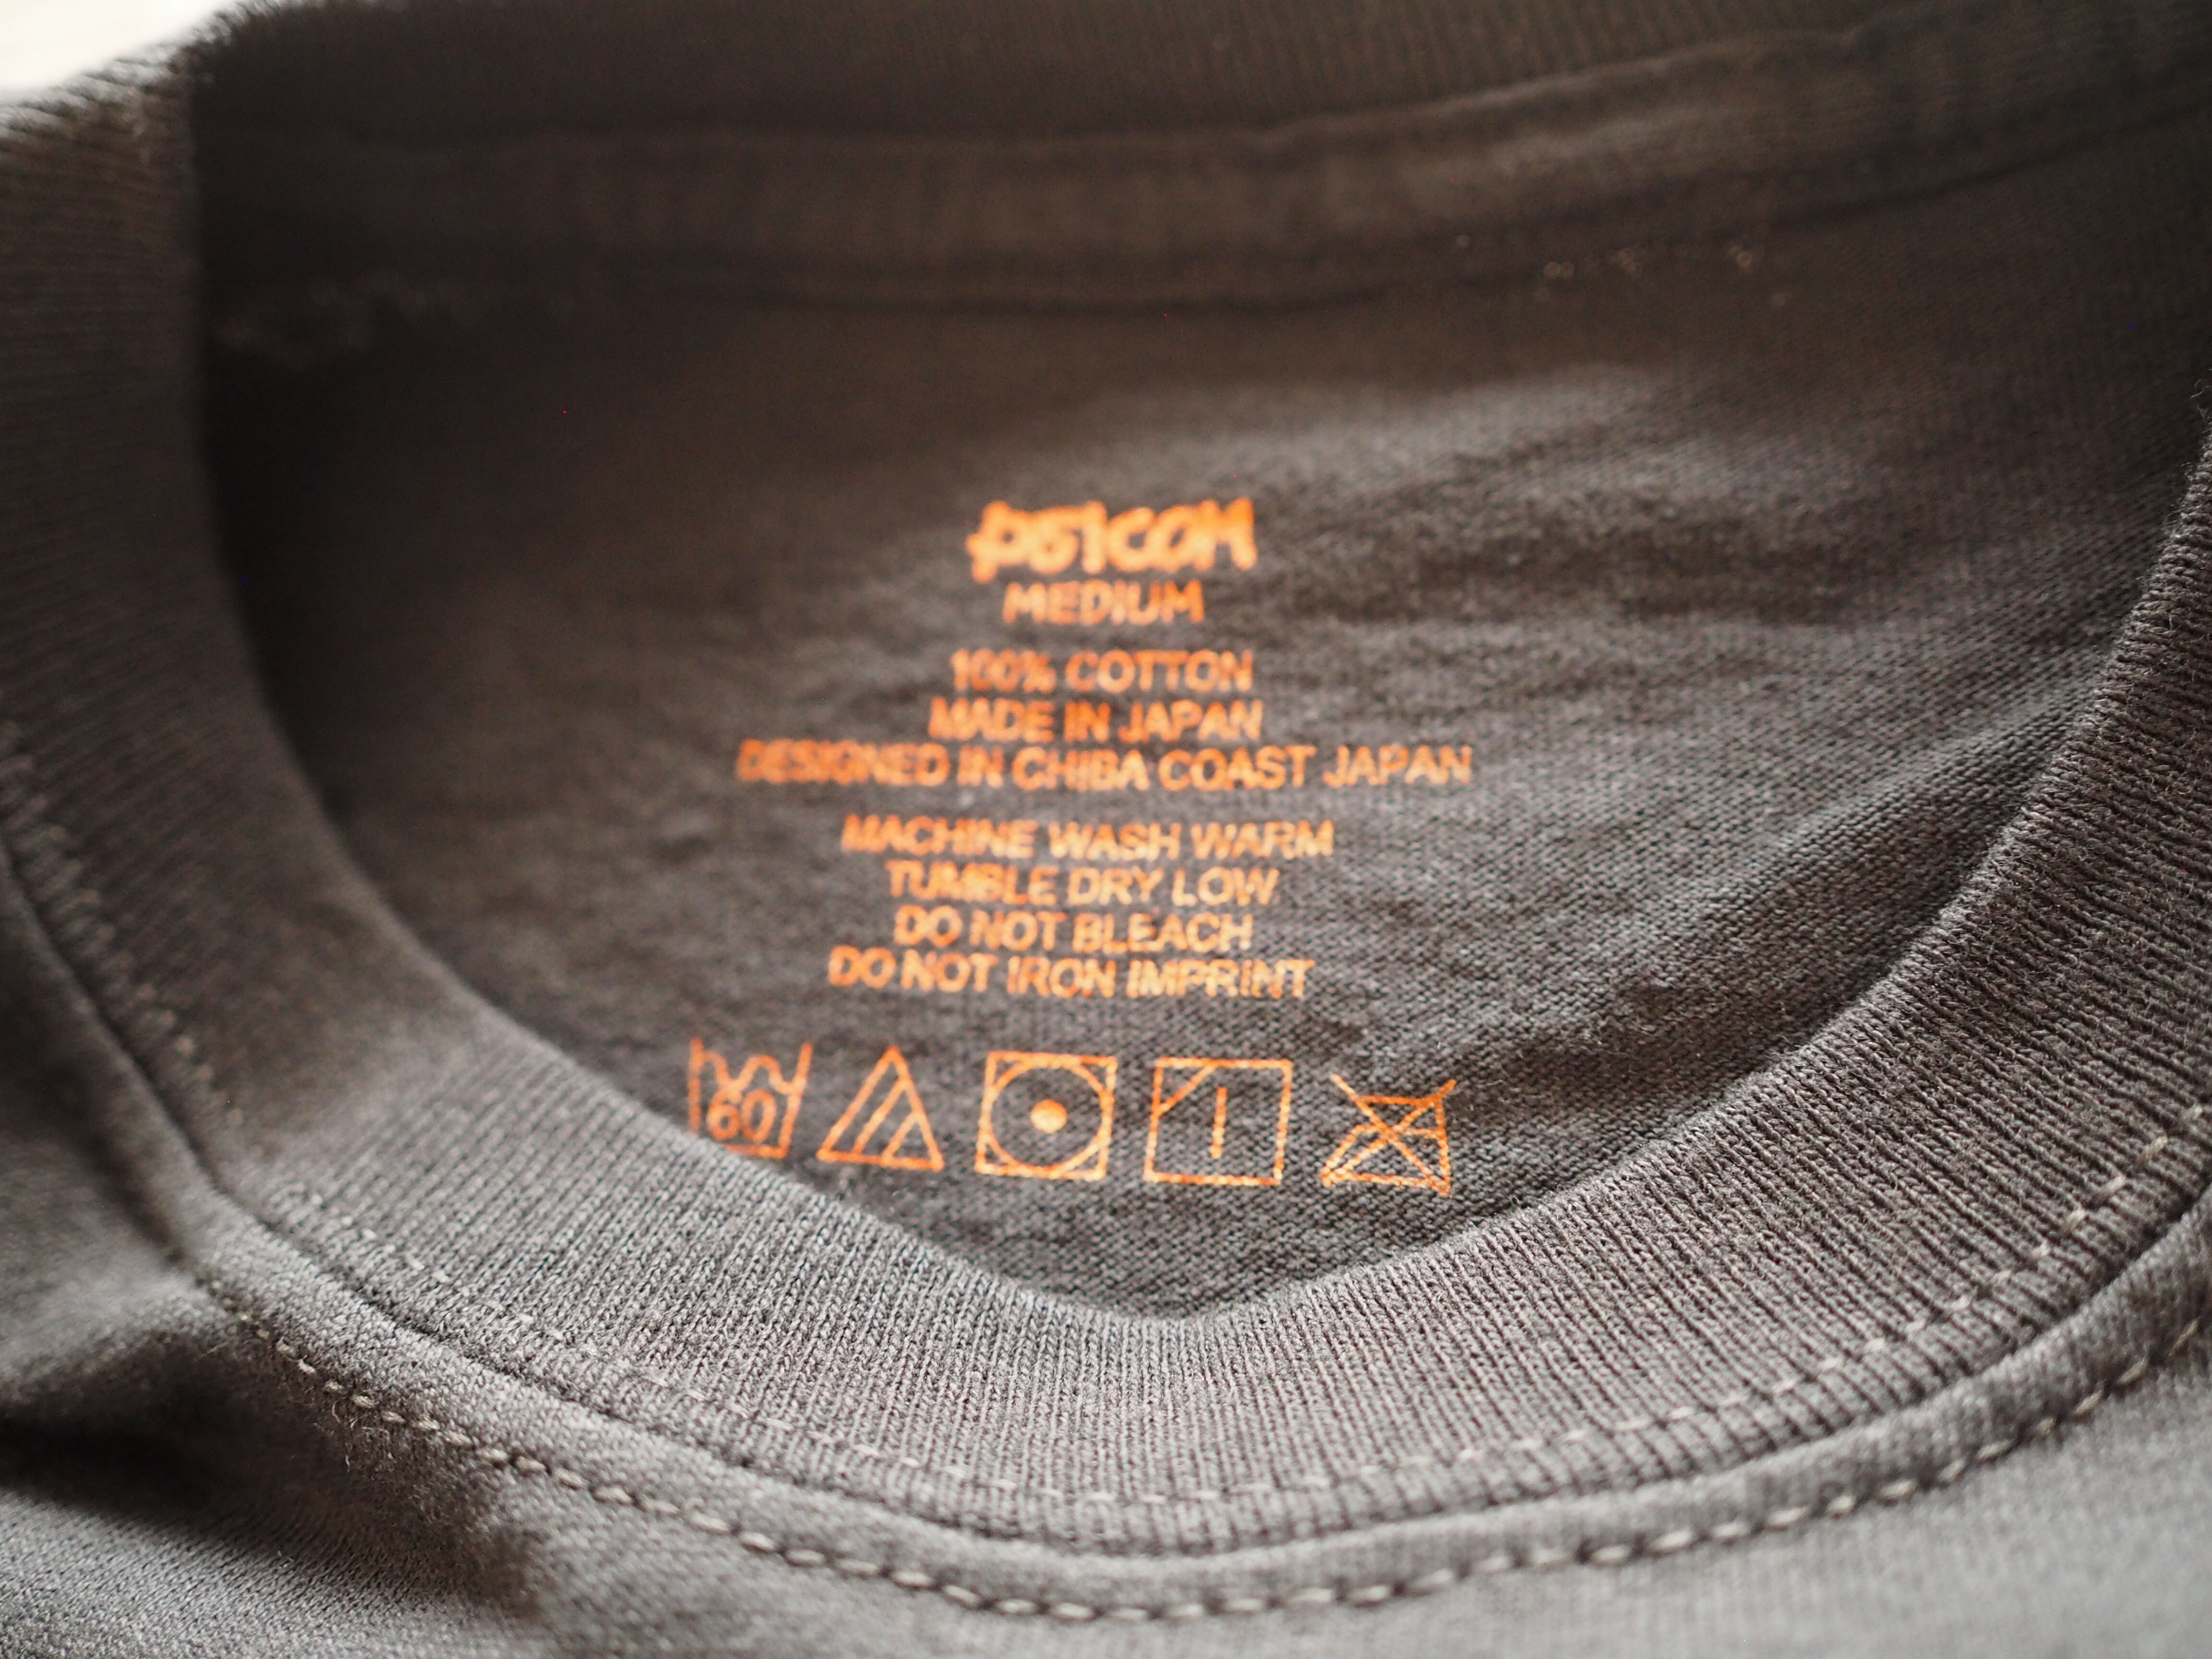 MEDIUM
100% COTTON
MADE IN JAPAN
DESIGNED IN CHIBA COAST JAPAN
MACHINE WASH WARM
TUMBLE DRY LOW
DO NOT BLEACH
DO NOT IRON IMPRINT
60